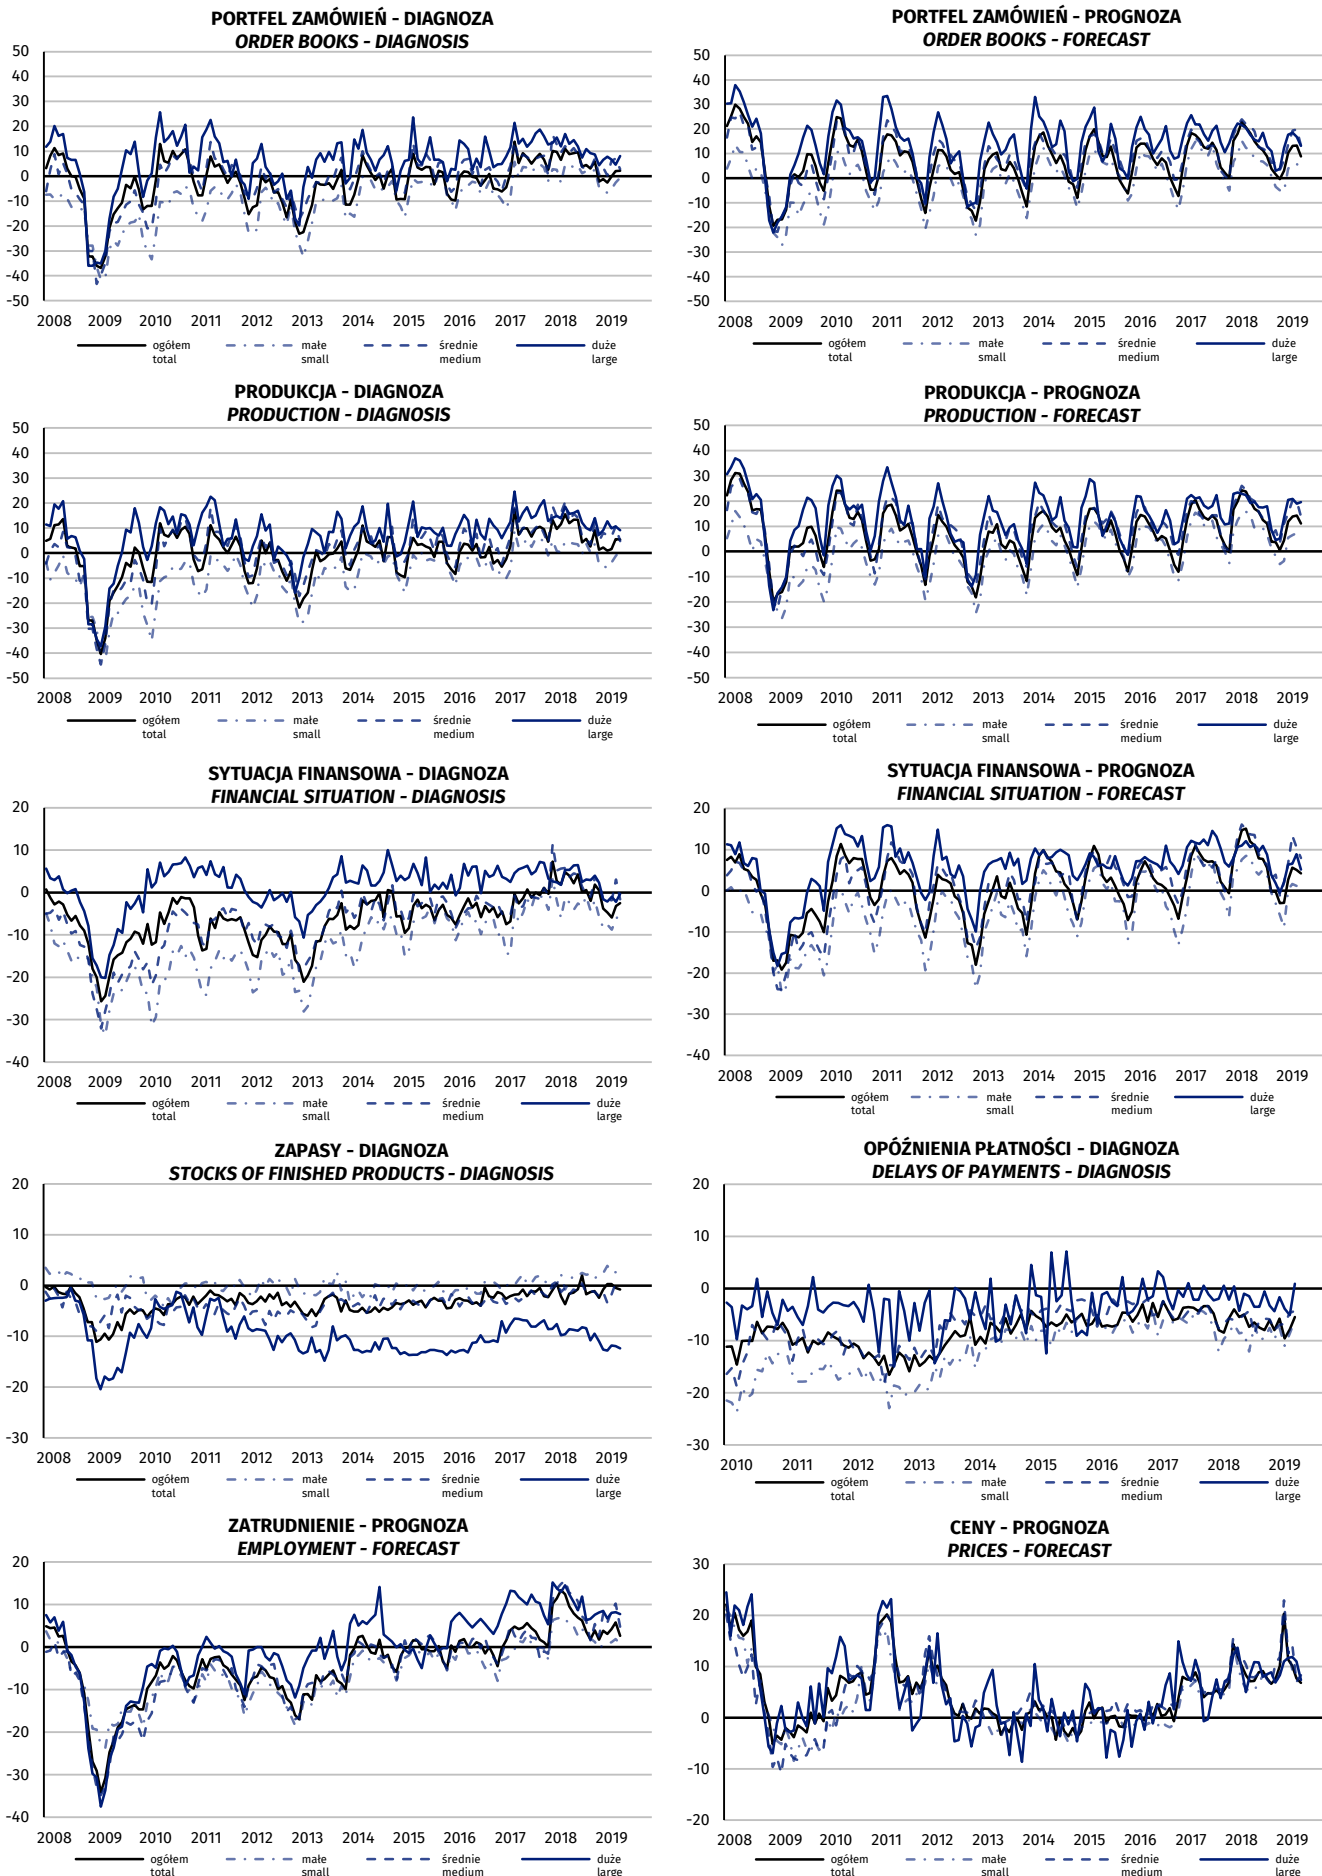 PORTFEL ZAMÓWIEŃ - DIAGNOZA
ORDER BOOKS - DIAGNOSIS
50
40
30
20
10
0
-10
-20
-30
-40
-50
2008 2009 2010 2011 2012 2013 2014 2015 2016 2017 2018 2019
ogółem małe średnie duże
total small medium large
PORTFEL ZAMÓWIEŃ - PROGNOZA
ORDER BOOKS - FORECAST
50
40
30
20
10
0
-10
-20
-30
-40
-50
2008 2009 2010 2011 2012 2013 2014 2015 2016 2017 2018 2019
ogółem małe średnie duże
total small medium large
PRODUKCJA - DIAGNOZA
PRODUCTION - DIAGNOSIS
50
40
30
20
10
0
-10
-20
-30
-40
-50
2008 2009 2010 2011 2012 2013 2014 2015 2016 2017 2018 2019
ogółem małe średnie duże
total small medium large
PRODUKCJA - PROGNOZA
PRODUCTION - FORECAST
50
40
30
20
10
0
-10
-20
-30
-40
-50
2008 2009 2010 2011 2012 2013 2014 2015 2016 2017 2018 2019
ogółem małe średnie duże
total small medium large
SYTUACJA FINANSOWA - DIAGNOZA
FINANCIAL SITUATION - DIAGNOSIS
20
10
0
-10
-20
-30
-40
2008 2009 2010 2011 2012 2013 2014 2015 2016 2017 2018 2019
ogółem małe średnie duże
total small medium large
SYTUACJA FINANSOWA - PROGNOZA
FINANCIAL SITUATION - FORECAST
20
10
0
-10
-20
-30
-40
2008 2009 2010 2011 2012 2013 2014 2015 2016 2017 2018 2019
ogółem małe średnie duże
total small medium large
ZAPASY - DIAGNOZA
STOCKS OF FINISHED PRODUCTS - DIAGNOSIS
20
10
0
-10
-20
-30
2008 2009 2010 2011 2012 2013 2014 2015 2016 2017 2018 2019
ogółem małe średnie duże
total small medium large
OPÓŹNIENIA PŁATNOŚCI - DIAGNOZA
DELAYS OF PAYMENTS - DIAGNOSIS
20
10
0
-10
-20
-30
2010 2011 2012 2013 2014 2015 2016 2017 2018 2019
ogółem małe średnie duże
total small medium large
ZATRUDNIENIE - PROGNOZA
EMPLOYMENT - FORECAST
20
10
0
-10
-20
-30
-40
2008 2009 2010 2011 2012 2013 2014 2015 2016 2017 2018 2019
ogółem małe średnie duże
total small medium large
CENY - PROGNOZA
PRICES - FORECAST
30
20
10
0
-10
-20
2008 2009 2010 2011 2012 2013 2014 2015 2016 2017 2018 2019
ogółem małe średnie duże
total small medium large